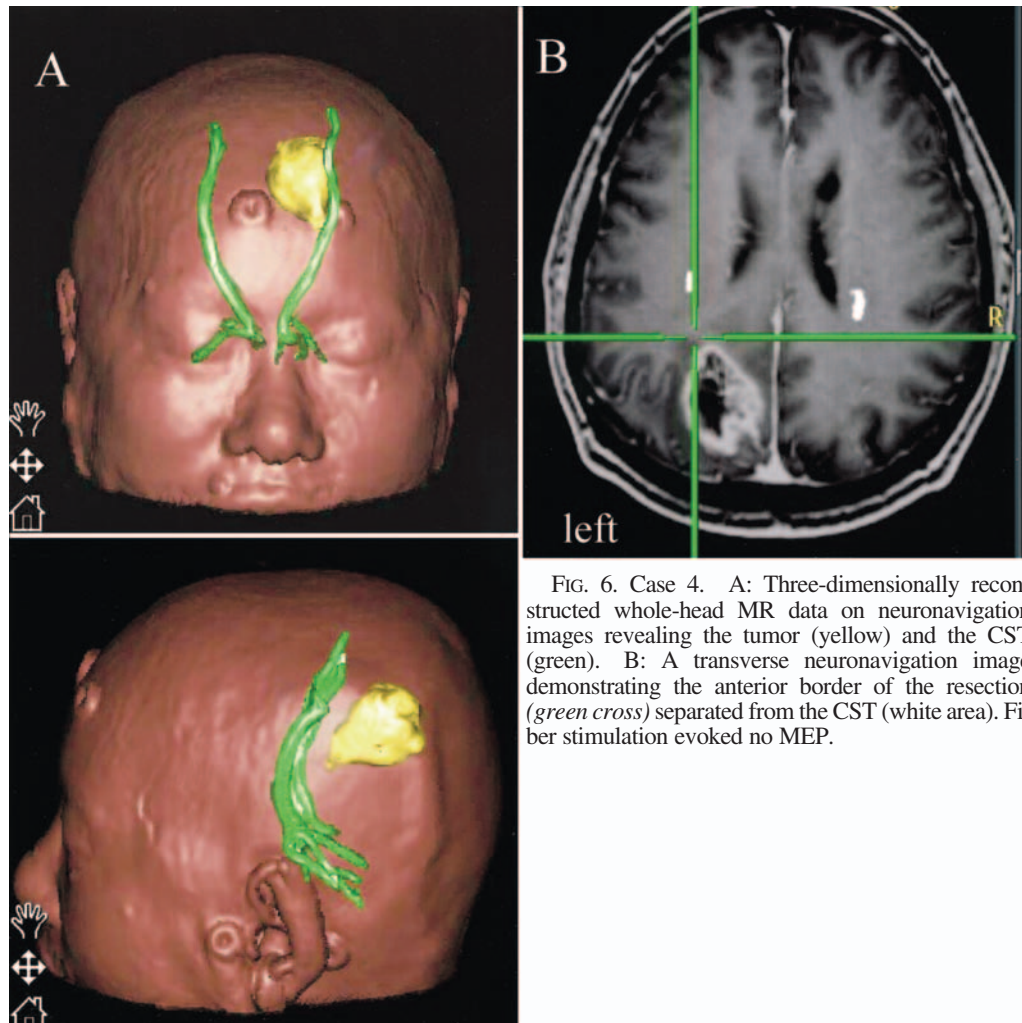 A
B
R
left
FIG. 6. Case 4. A: Three-dimensionally recon
structed whole-head MR data on neuronavigation
images revealing the tumor (yellow) and the CST
(green). B: A transverse neuronavigation image
demonstrating the anterior border of the resection
(green cross) separated from the CST (white area). Fi
ber stimulation evoked no MEP.